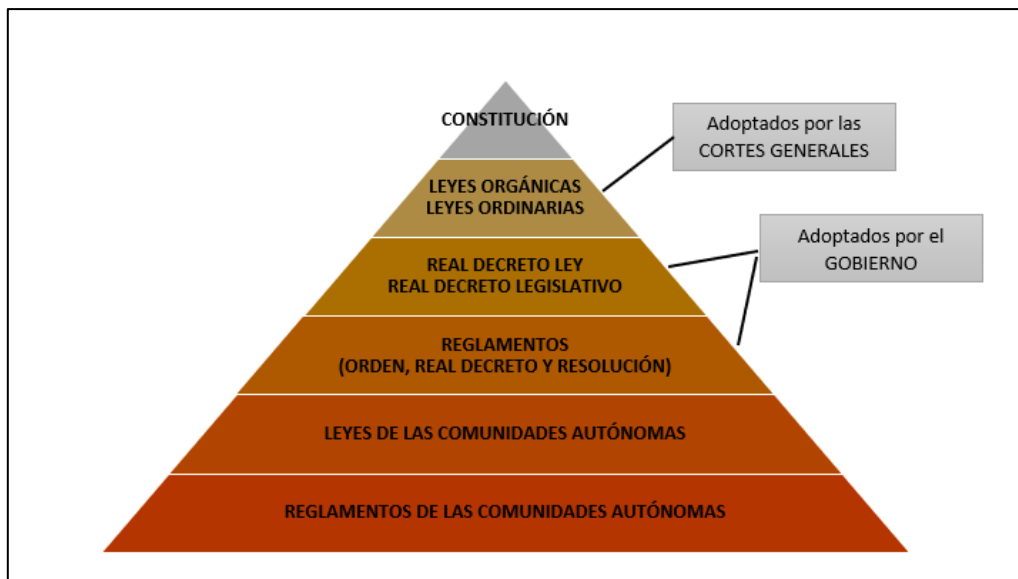 CONSTITUCIÓN
Adoptados por las
CORTES GENERALES
LEYES ORGÁNICAS
LEYES ORDINARIAS
Adoptados por el
GOBIERNO
REAL DECRETO LEY
REAL DECRETO LEGISLATIVO
REGLAMENTOS
(ORDEN, REAL DECRETO Y RESOLUCIÓN)
LEYES DE LAS COMUNIDADES AUTÓNOMAS
REGLAMENTOS DE LAS COMUNIDADES AUTÓNOMAS